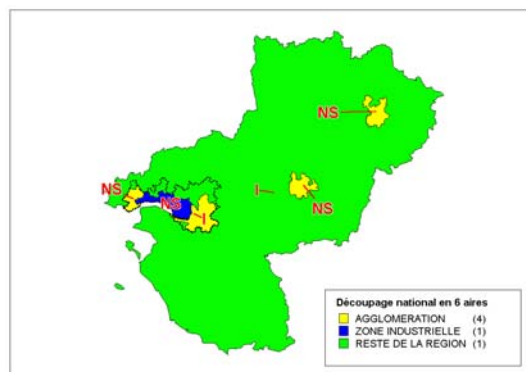 NS
NS
NS
I
I
NS
Découpage national en 6 aires
AGGLOMERATION (4)
ZONE INDUSTRIELLE (1)
RESTE DE LA REGION (1)